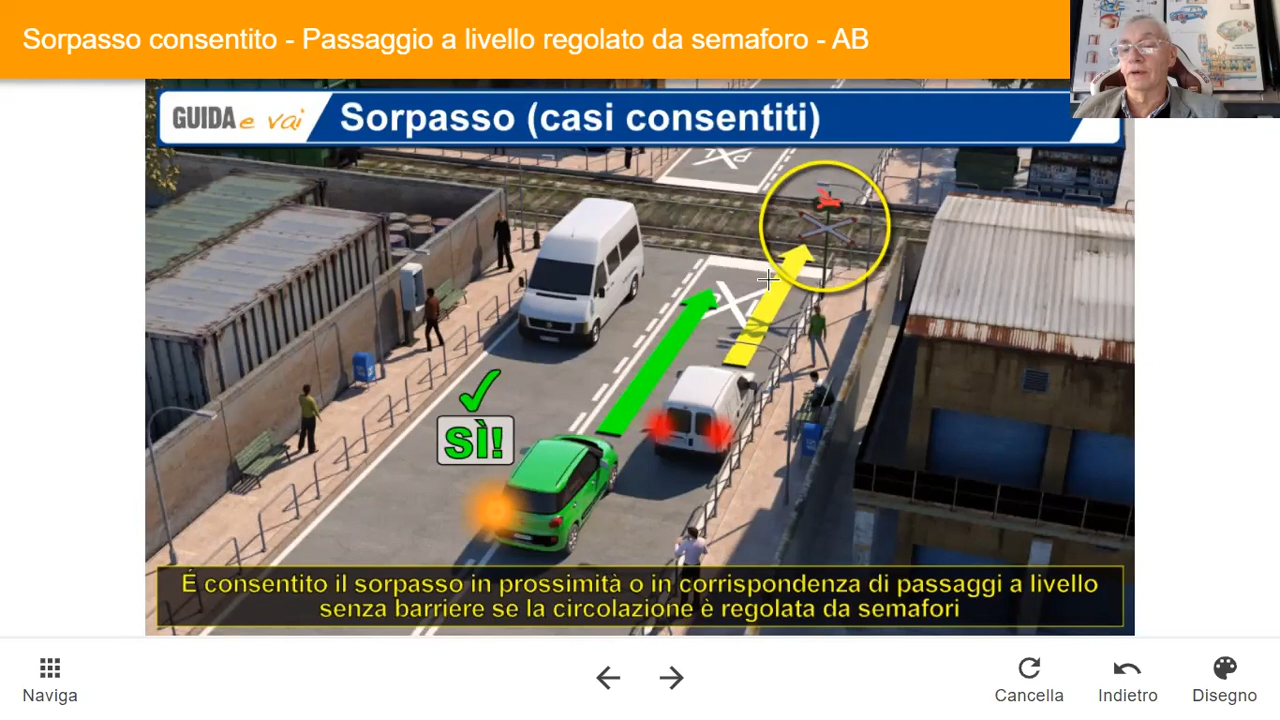 Sorpasso consentito - Passaggio a livello regolato da semaforo - AB
GUIDA e vai
Sorpasso (casi consentiti)
SÌ!
É consentito il sorpasso in prossimità o in corrispondenza di passaggi a livello
senza barriere se la circolazione è regolata da semafori
Naviga
Cancella
Indietro
Disegno